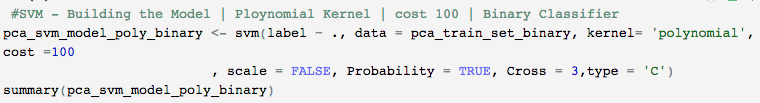 #SVM - Building the Model | Ploynomial Kernel | cost 100 | Binary Classifier
pca_svm_model_poly_binary <- svm(label ~ ., data = pca_train_set_binary, kernel= 'polynomial',
cost =100
, scale = FALSE, Probability = TRUE, Cross = 3,type = 'C')
summary(pca_svm_model_poly_binary)